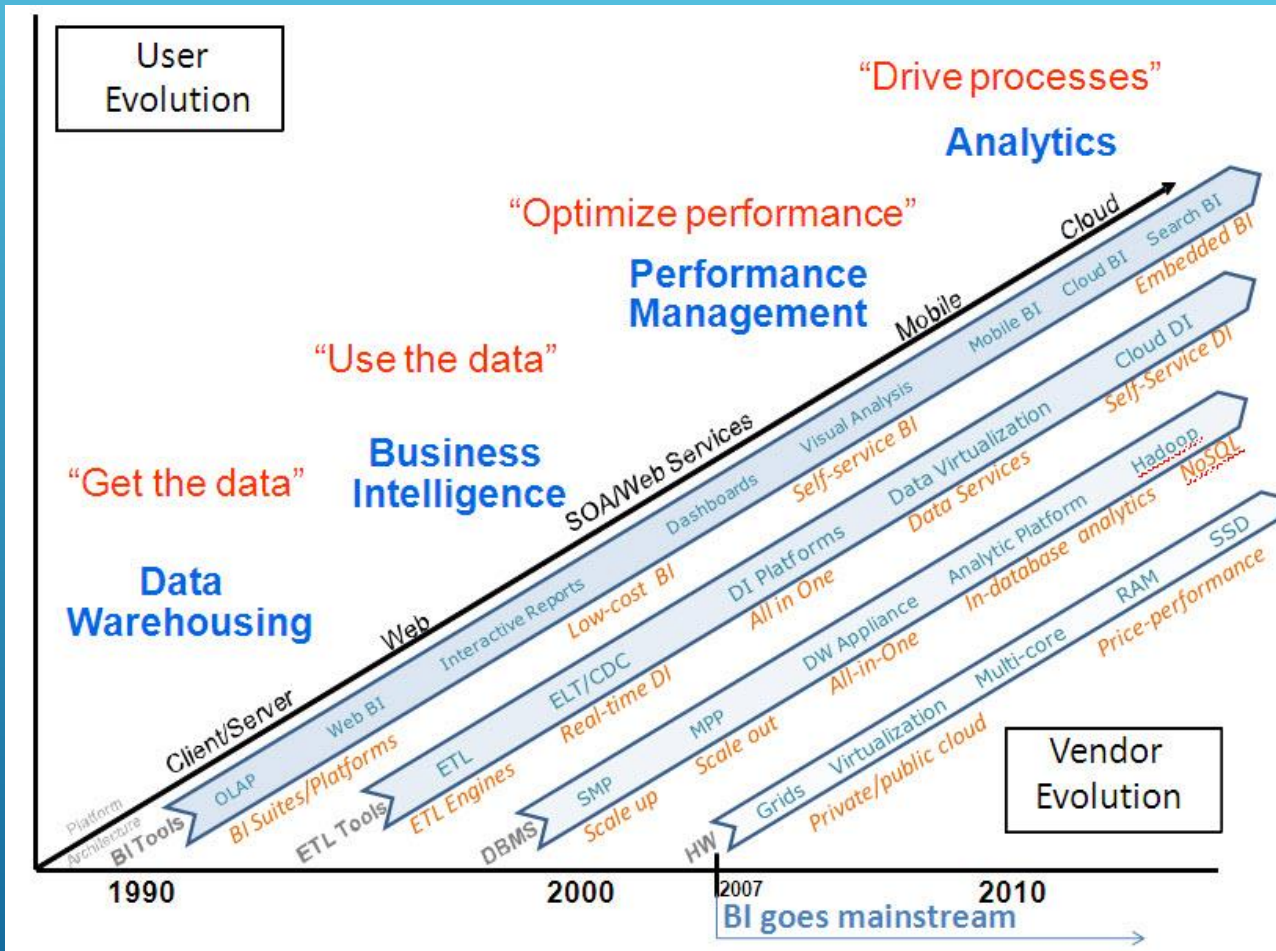 User
Evolution
“Drive processes”
Analytics
“Optimize performance”
Performance
Management
“Use the data”
Business
Intelligence
“Get the data”
Data
Warehousing
Platform
Architecture
Client/Server
Web
SOA/Web Services
Mobile
Cloud
BI Tools
OLAP
Web BI
Interactive Reports
Dashboards
Visual Analysis
Mobile BI
Cloud BI
Search BI
BI Suites/Platforms
Low-cost BI
Self-service BI
Embedded BI
ETL Tools
ETL
ELT/CDC
DI Platforms
Data Virtualization
Cloud DI
ETL Engines
Real-time DI
All in One
Data Services
Self-Service DI
DBMS
SMP
MPP
DW Appliance
Analytic Platform
Hadoop
Scale up
Scale out
All-in-One
In-database analytics
NoSQL
HW
Grids
Virtualization
Multi-core
RAM
SSD
Private/public cloud
Price-performance
Vendor
Evolution
1990
2000
2007
2010
BI goes mainstream